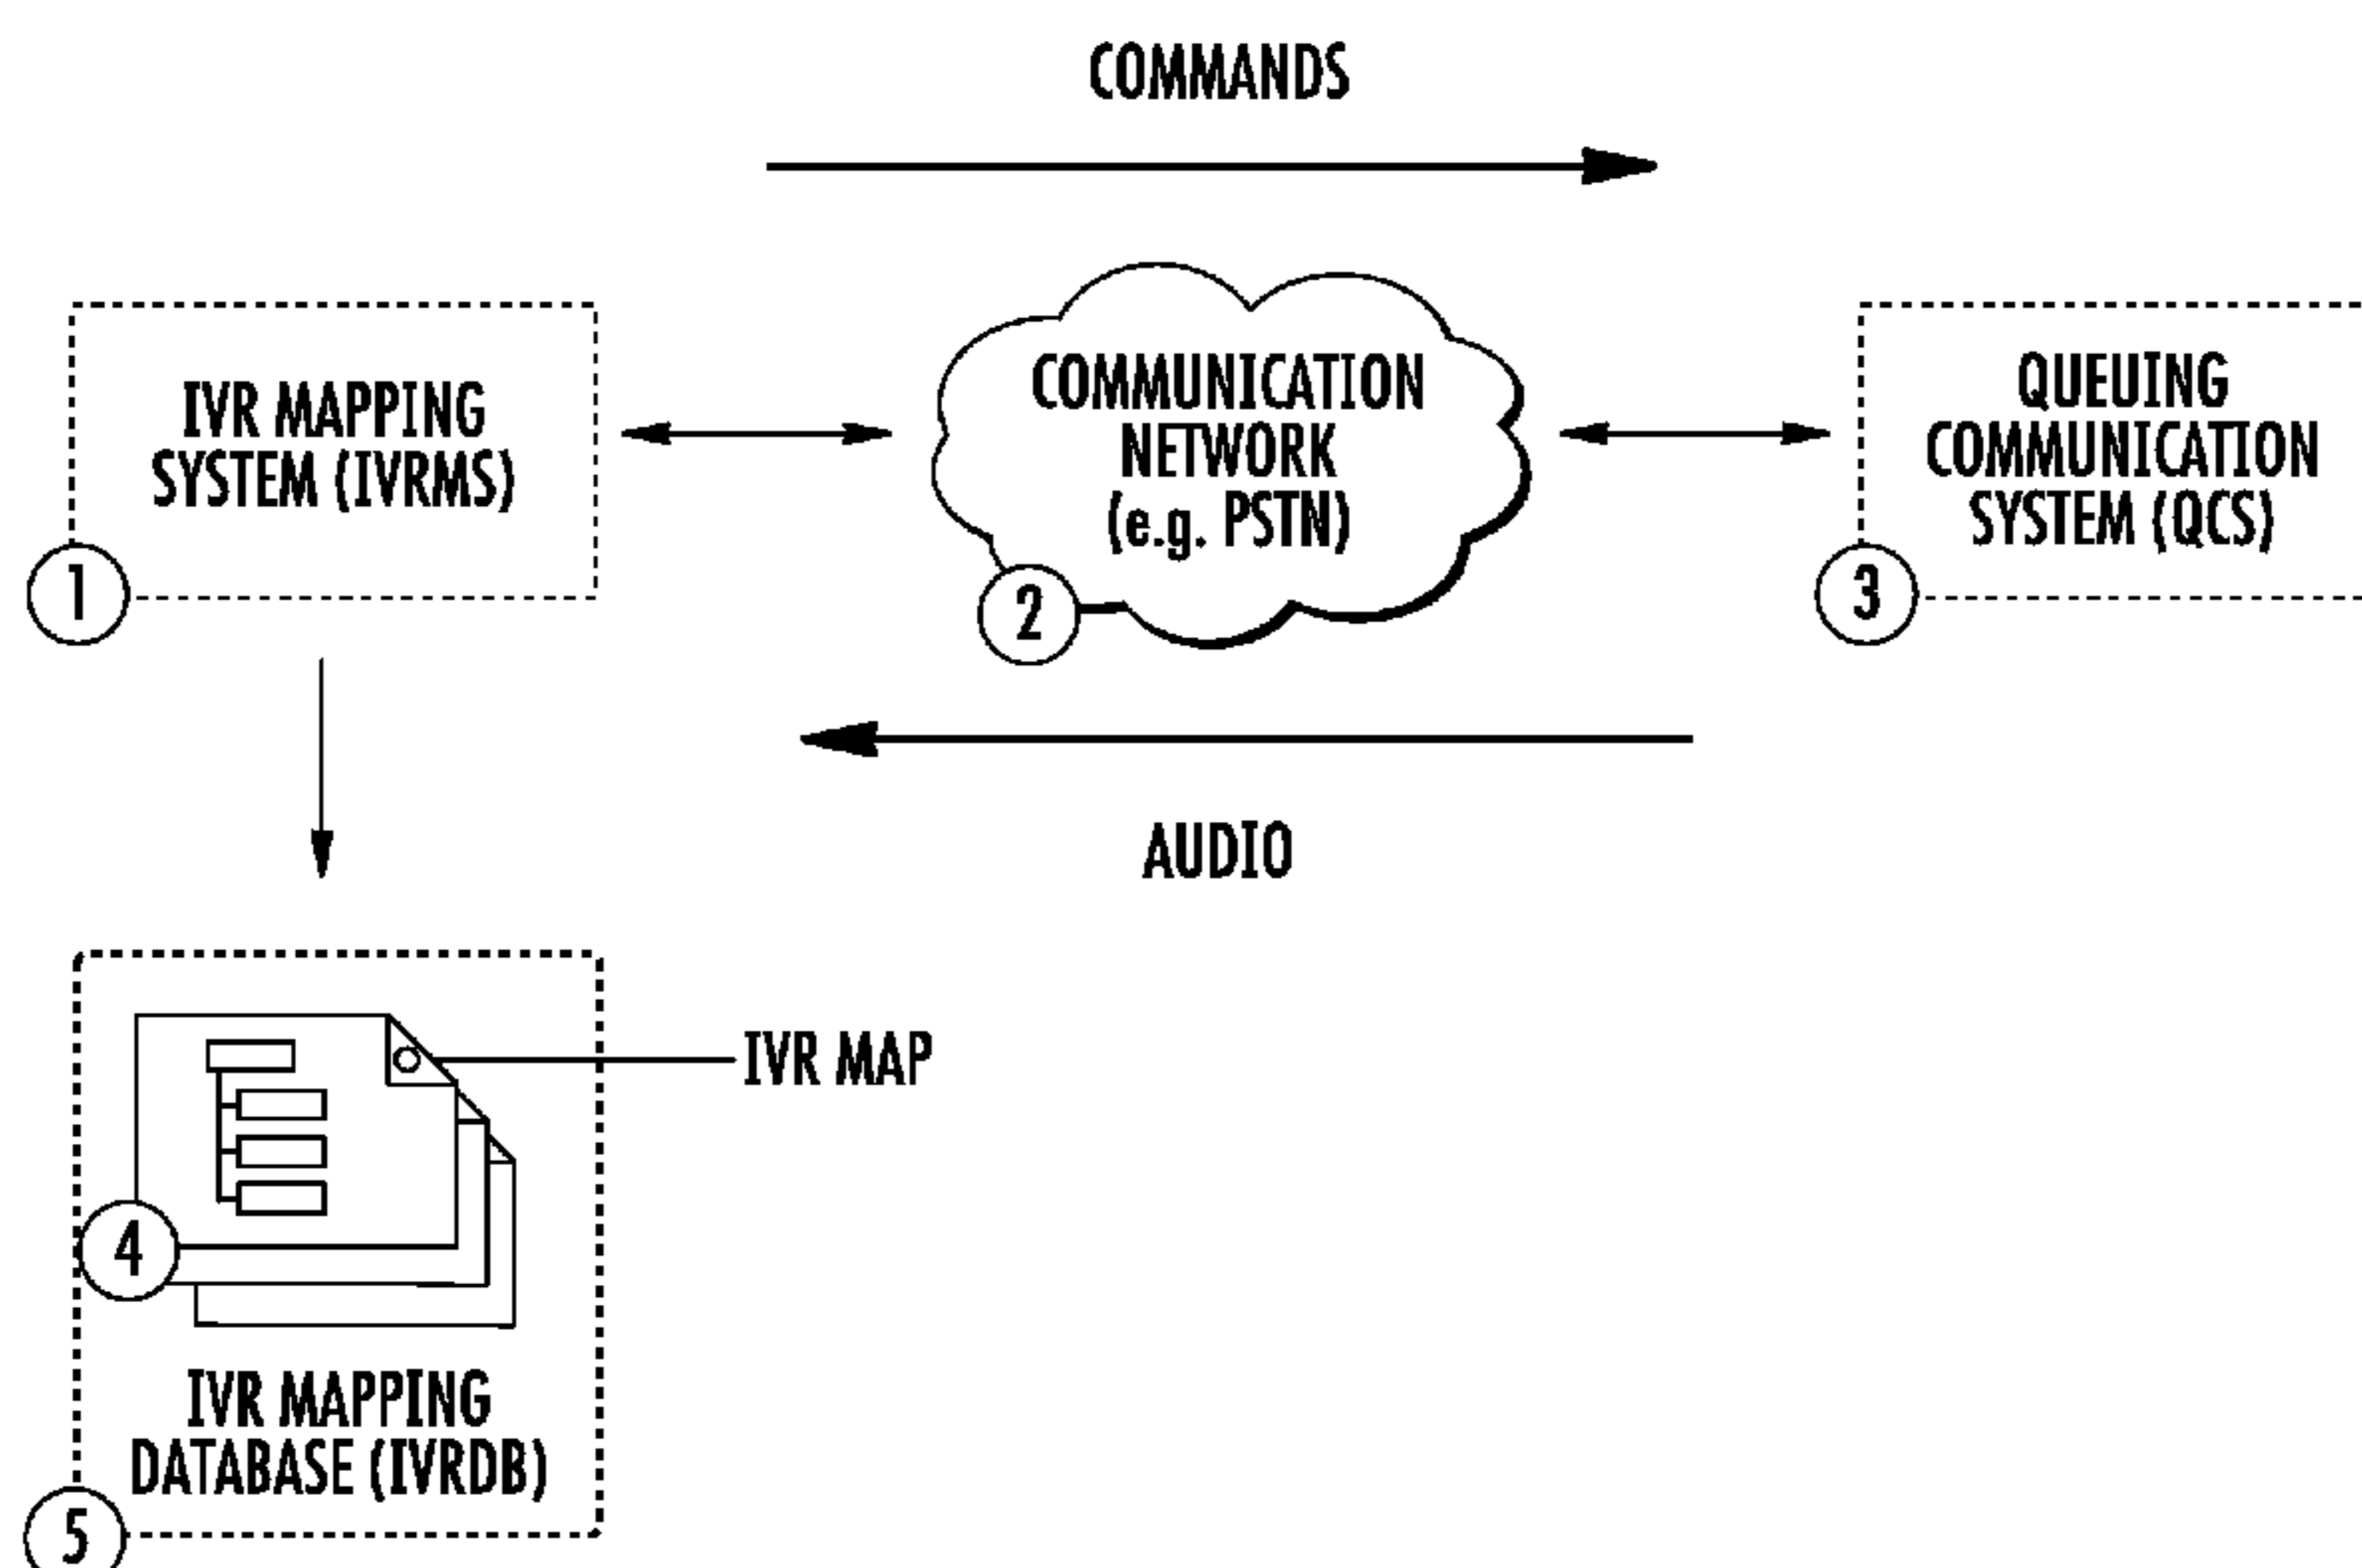 COMMANDS
IVR MAPPING
SYSTEM (IVRMS)
1
COMMUNICATION
NETWORK
(e.g. PSTN)
2
QUEUING
COMMUNICATION
SYSTEM (QCS)
3
AUDIO
IVR MAP
4
IVR MAPPING
DATABASE (IVRDB)
5